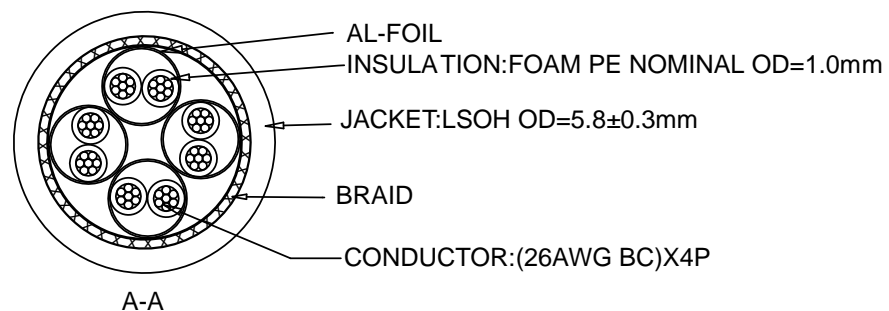 AL-FOIL
INSULATION:FOAM PE NOMINAL OD=1.0mm
JACKET:LSOH OD=5.8±0.3mm
BRAID
CONDUCTOR:(26AWG BC)X4P
A-A